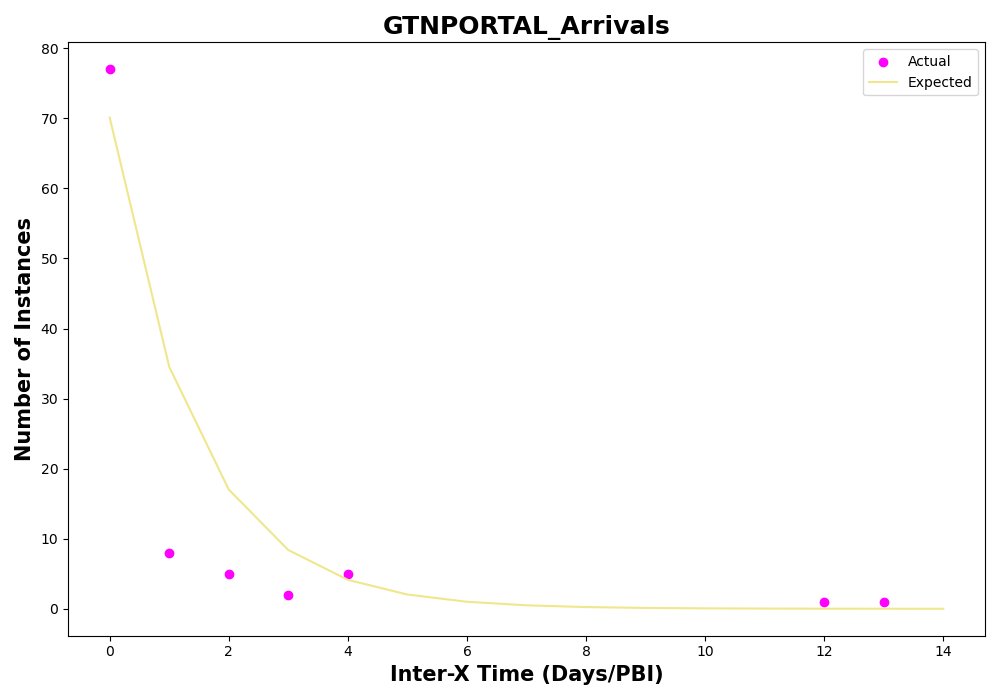 GTNPORTAL_Arrivals
Actual
Expected
Number of Instances
80
70
60
50
40
30
20
10
0
0 2 4 6 8 10 12 14
Inter-X Time (Days/PBI)